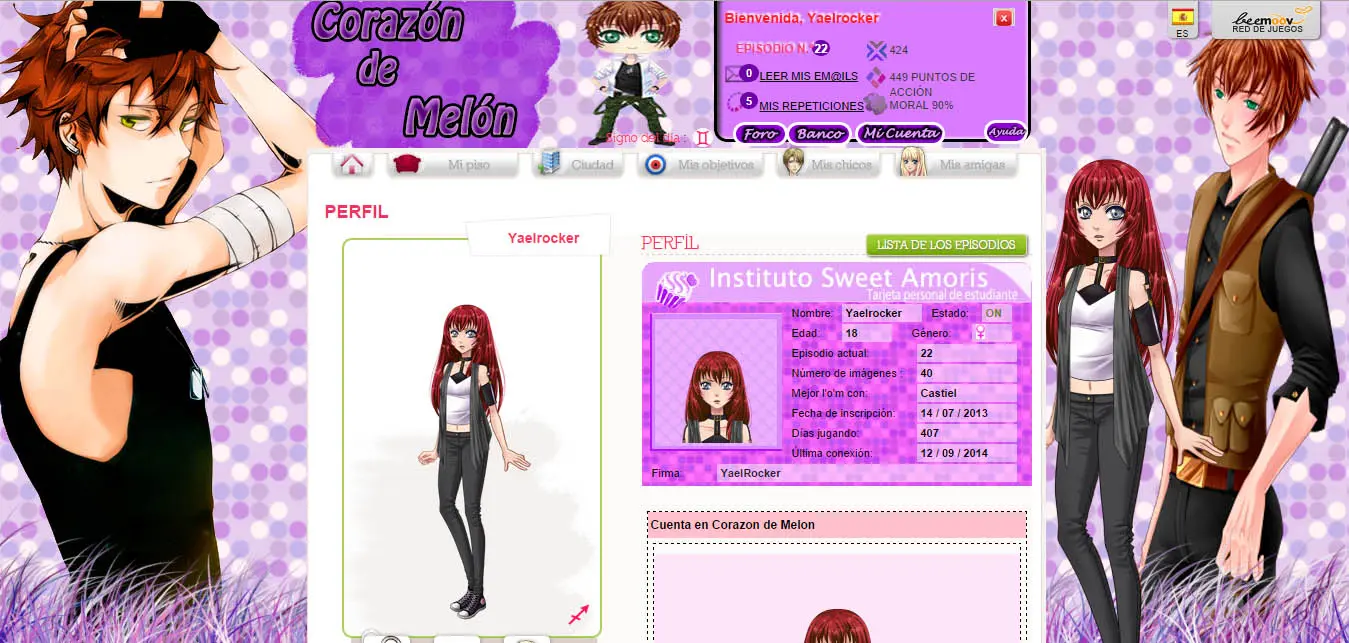 Corazón
de
Melón
Bienvenida, Yaelrocker
EPISODIO N.º 22
424
0 LEER MIS EM@ILS
449 PUNTOS DE
ACCIÓN
5 MIS REPETICIONES
MORAL 90%
Signo del día :
Foro
Banco
Mi Cuenta
Ayuda
ES
beemoov
RED DE JUEGOS
Mi piso
Ciudad
Mis objetivos
Mis chicos
Mis amigas
PERFIL
Yaelrocker
PERFIL
LISTA DE LOS EPISODIOS
Instituto Sweet Amoris
Tarjeta personal de estudiante
Nombre: Yaelrocker Estado: ON
Edad: 18 Género:
Episodio actual: 22
Número de imágenes : 40
Mejor l'o'm con: Castiel
Fecha de inscripción: 14 / 07 / 2013
Días jugando: 407
Última conexión: 12 / 09 / 2014
Firma: YaelRocker
Cuenta en Corazon de Melon